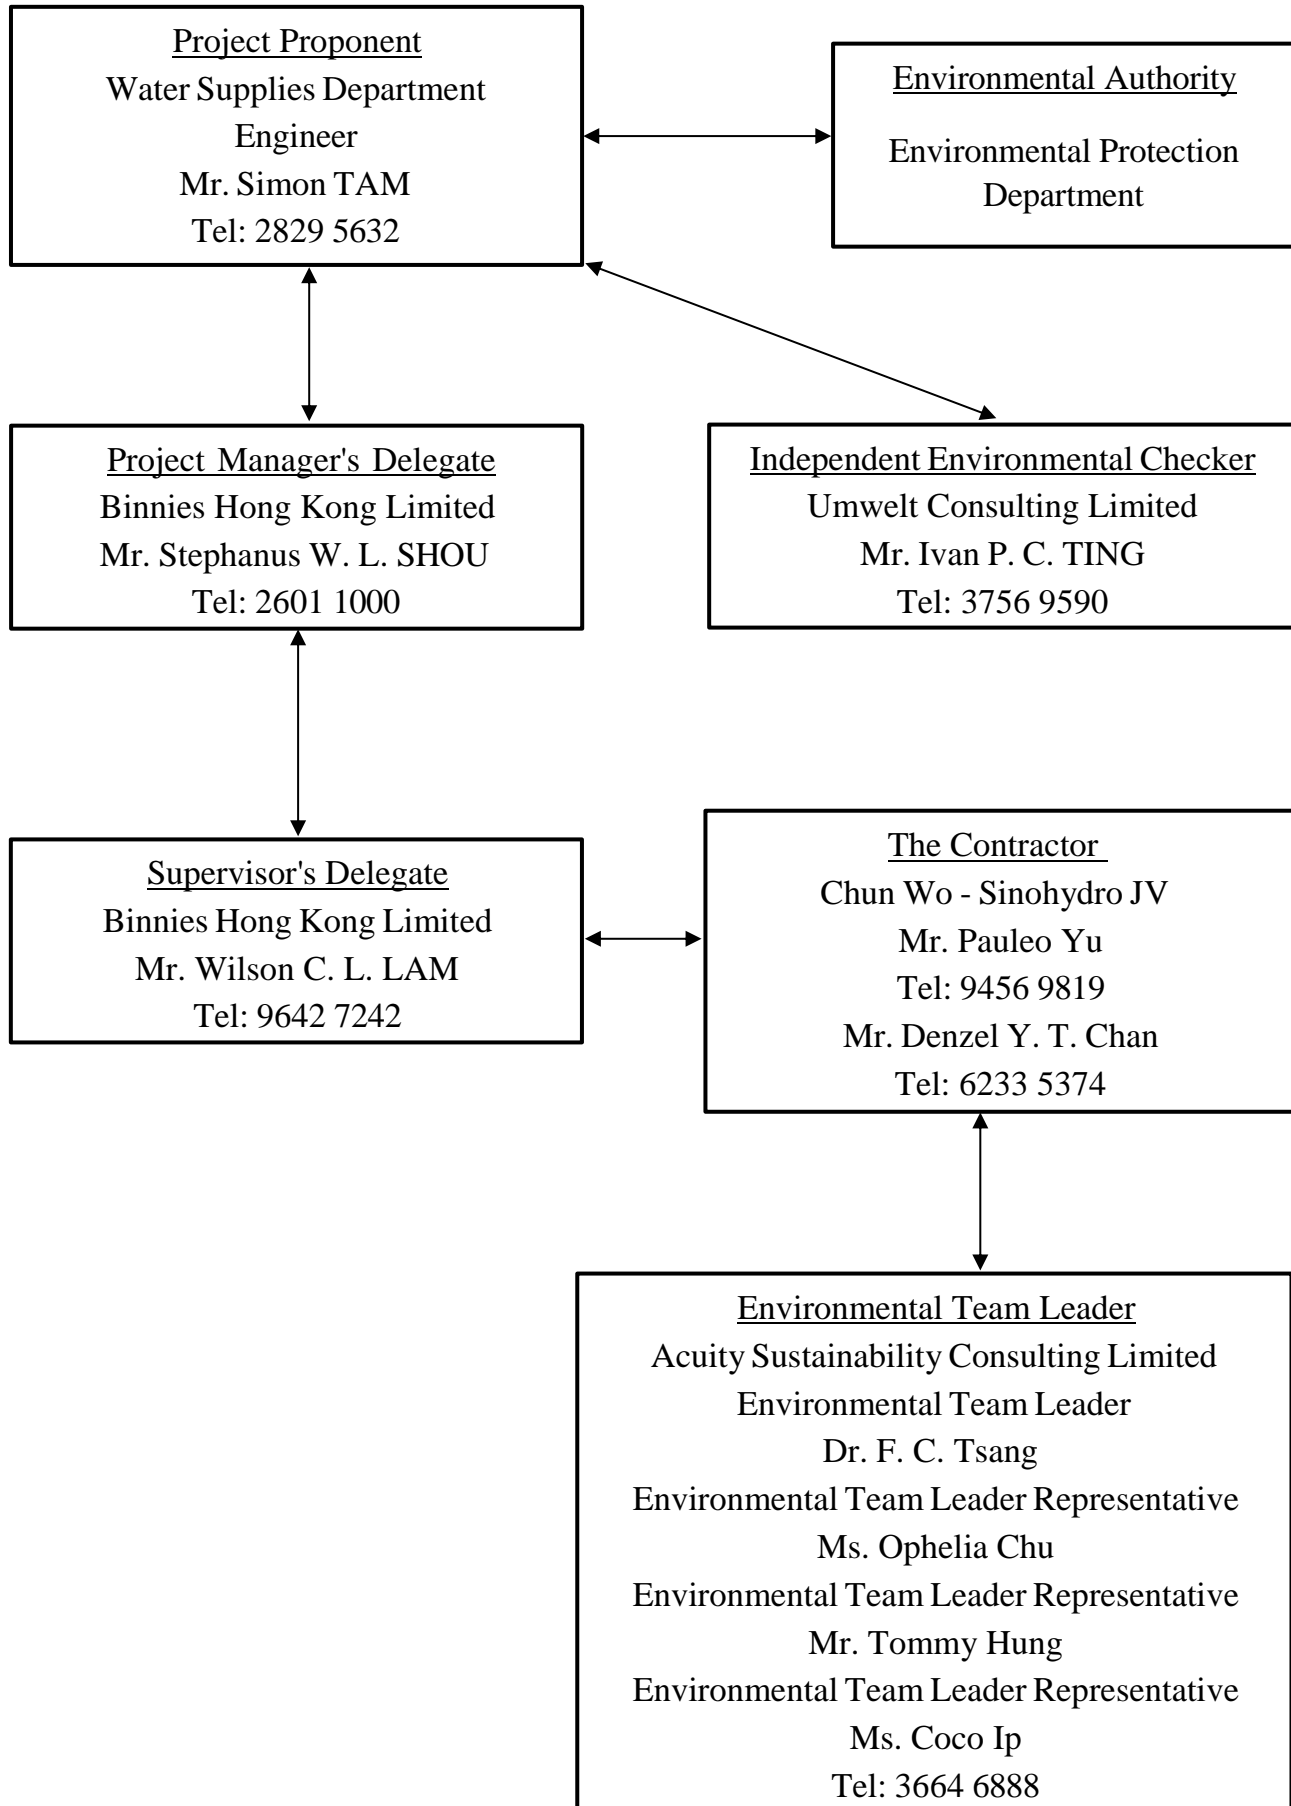 Project Proponent
Water Supplies Department
Engineer
Mr. Simon TAM
Tel: 2829 5632
Environmental Authority
Environmental Protection
Department
Project Manager's Delegate
Binnies Hong Kong Limited
Mr. Stephanus W. L. SHOU
Tel: 2601 1000
Independent Environmental Checker
Umwelt Consulting Limited
Mr. Ivan P. C. TING
Tel: 3756 9590
Supervisor's Delegate
Binnies Hong Kong Limited
Mr. Wilson C. L. LAM
Tel: 9642 7242
The Contractor
Chun Wo - Sinohydro JV
Mr. Pauleo Yu
Tel: 9456 9819
Mr. Denzel Y. T. Chan
Tel: 6233 5374
Environmental Team Leader
Acuity Sustainability Consulting Limited
Environmental Team Leader
Dr. F. C. Tsang
Environmental Team Leader Representative
Ms. Ophelia Chu
Environmental Team Leader Representative
Mr. Tommy Hung
Environmental Team Leader Representative
Ms. Coco Ip
Tel: 3664 6888